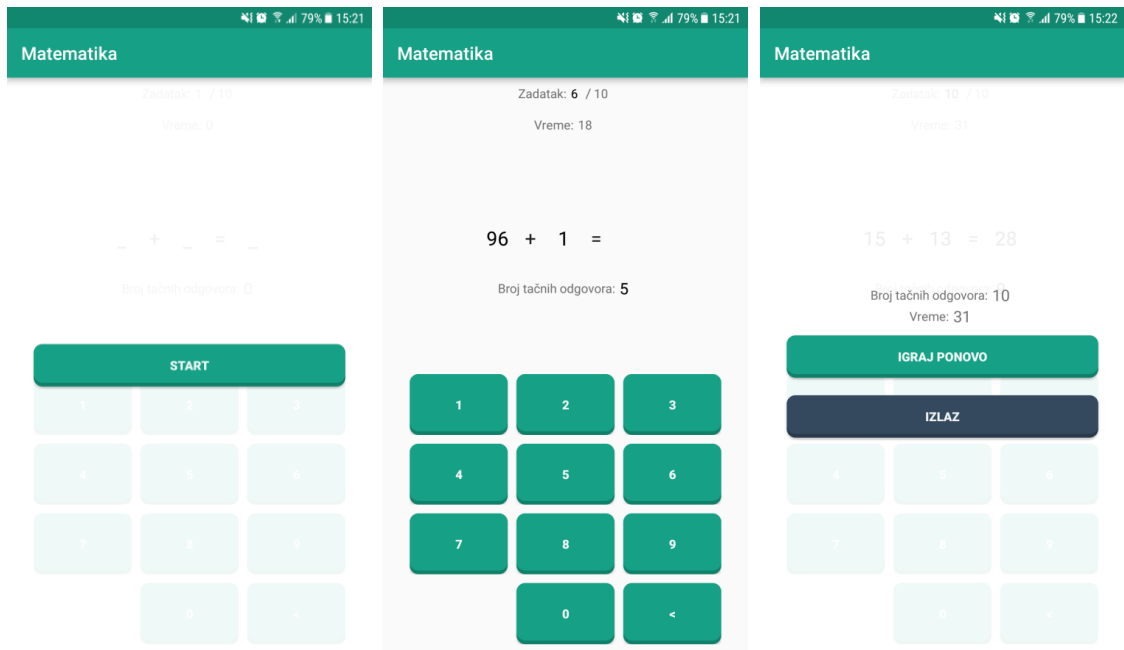 79% 15:21
Matematika
Zadatak: 1 / 10
Vreme: 0
_ + _ = _
Broj tačnih odgovora: 0
START
1 2 3
4 5 6
7 8 9
0 <
79% 15:21
Matematika
Zadatak: 6 / 10
Vreme: 18
96 + 1 =
Broj tačnih odgovora: 5
1 2 3
4 5 6
7 8 9
0 <
79% 15:22
Matematika
Zadatak: 10 / 10
Vreme: 31
15 + 13 = 28
Broj tačnih odgovora: 10
Vreme: 31
IGRAJ PONOVO
IZLAZ
4 5 6
7 8 9
0 <